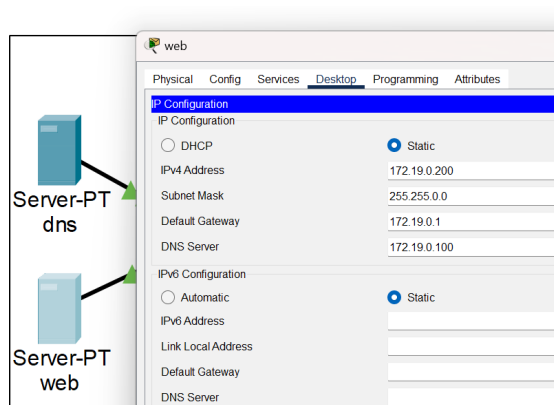 web
Physical Config Services Desktop Programming Attributes
IP Configuration
IP Configuration
DHCP Static
IPv4 Address 172.19.0.200
Subnet Mask 255.255.0.0
Default Gateway 172.19.0.1
DNS Server 172.19.0.100
IPv6 Configuration
Automatic Static
IPv6 Address
Link Local Address
Default Gateway
DNS Server
Server-PT
dns
Server-PT
web